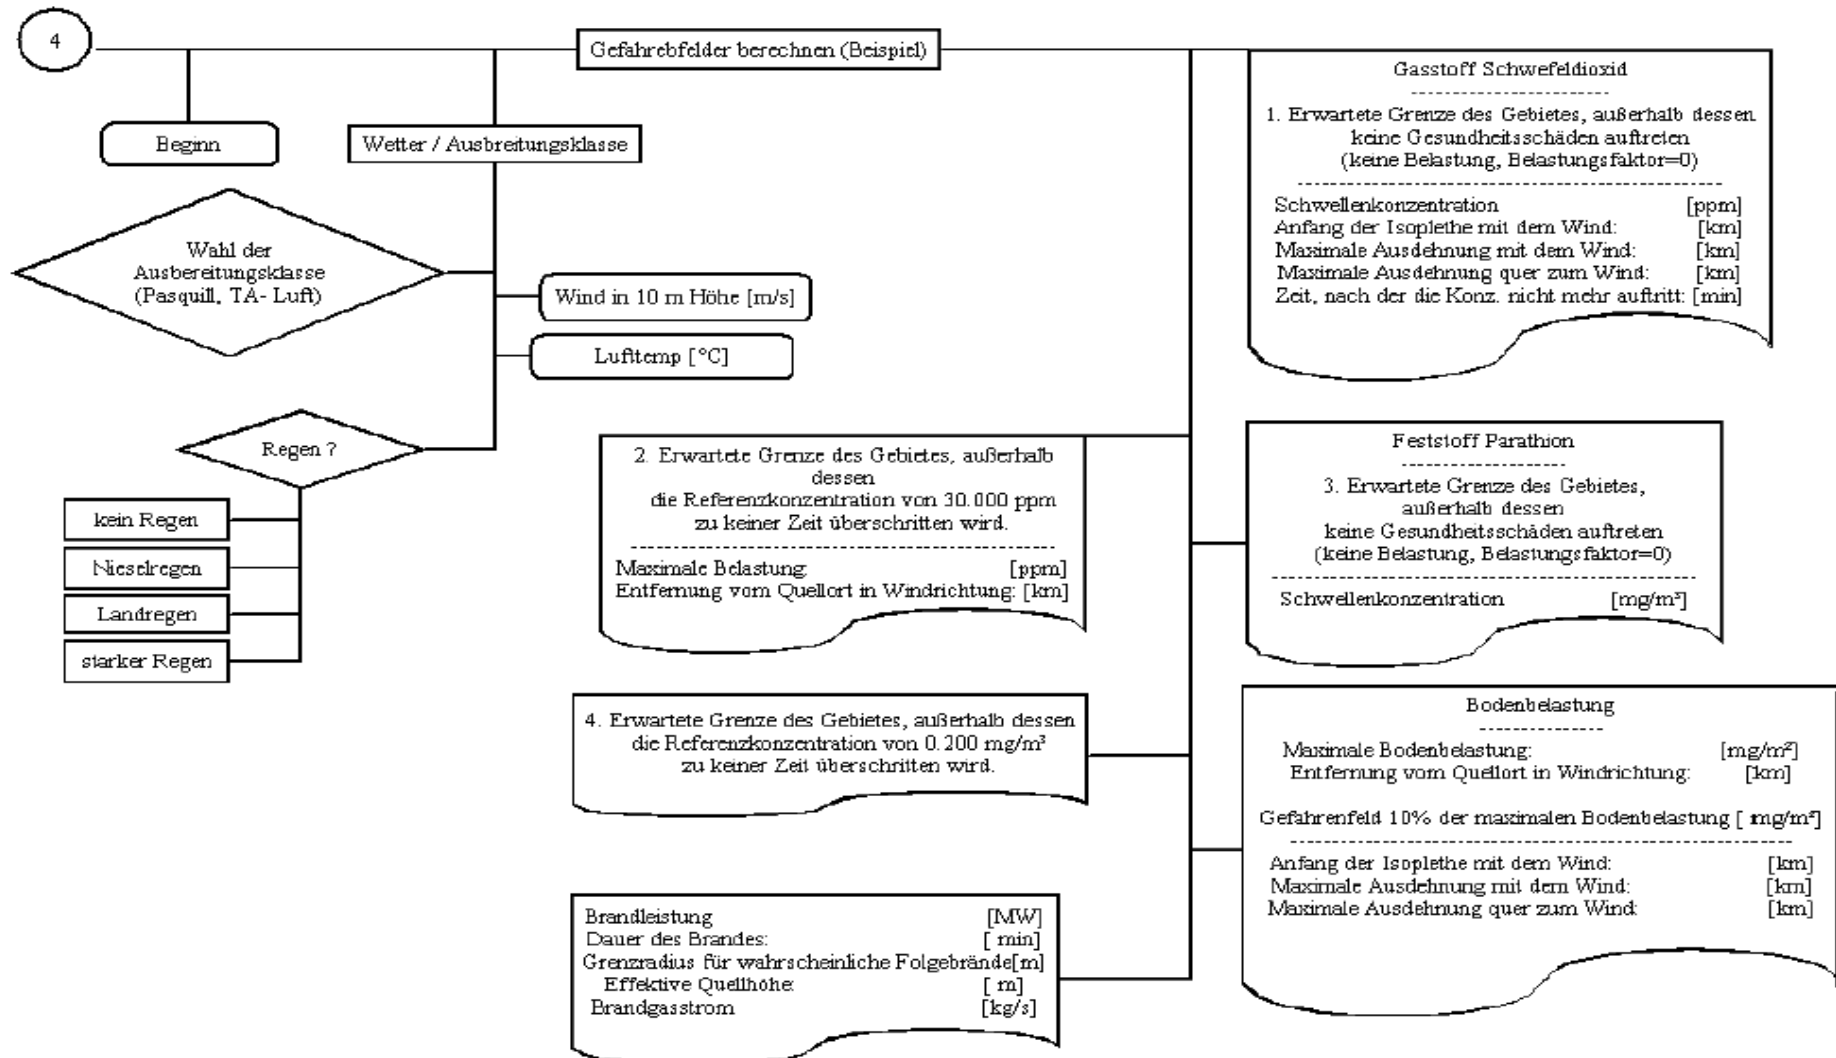 4
Gefahrebfelder berechnen (Beispiel)
Beginn
Wetter / Ausbreitungsklasse
Wahl der
Ausbereitungsklasse
(Pasquill, TA- Luft)
Wind in 10 m Höhe [m/s]
Lufttemp [°C]
Regen ?
kein Regen
Nieselregen
Landregen
starker Regen
Gasstoff Schwefeldioxid
----------------------
1. Erwartete Grenze des Gebietes, außerhalb dessen
keine Gesundheitsschäden auftreten
(keine Belastung, Belastungsfaktor=0)
-----------------------------------------------
Schwellenkonzentration [ppm]
Anfang der Isoplethe mit dem Wind: [km]
Maximale Ausdehnung mit dem Wind: [km]
Maximale Ausdehnung quer zum Wind: [km]
Zeit, nach der die Konz. nicht mehr auftritt: [min]
2. Erwartete Grenze des Gebietes, außerhalb
dessen
die Referenzkonzentration von 30.000 ppm
zu keiner Zeit überschritten wird.
-----------------------------------------------
Maximale Belastung: [ppm]
Entfernung vom Quellort in Windrichtung: [km]
Feststoff Parathion
------------------
3. Erwartete Grenze des Gebietes,
außerhalb dessen
keine Gesundheitsschäden auftreten
(keine Belastung, Belastungsfaktor=0)
-----------------------------------------------
Schwellenkonzentration [mg/m³]
4. Erwartete Grenze des Gebietes, außerhalb dessen
die Referenzkonzentration von 0.200 mg/m³
zu keiner Zeit überschritten wird.
Bodenbelastung
--------------
Maximale Bodenbelastung: [mg/m²]
Entfernung vom Quellort in Windrichtung: [km]
Gefahrenfeld 10% der maximalen Bodenbelastung [ mg/m²]
--------------------------------------------------------
Anfang der Isoplethe mit dem Wind: [km]
Maximale Ausdehnung mit dem Wind: [km]
Maximale Ausdehnung quer zum Wind: [km]
Brandleistung [MW]
Dauer des Brandes: [ min]
Grenzradius für wahrscheinliche Folgebrände[m]
Effektive Quellhöhe: [ m]
Brandgasstrom [kg/s]